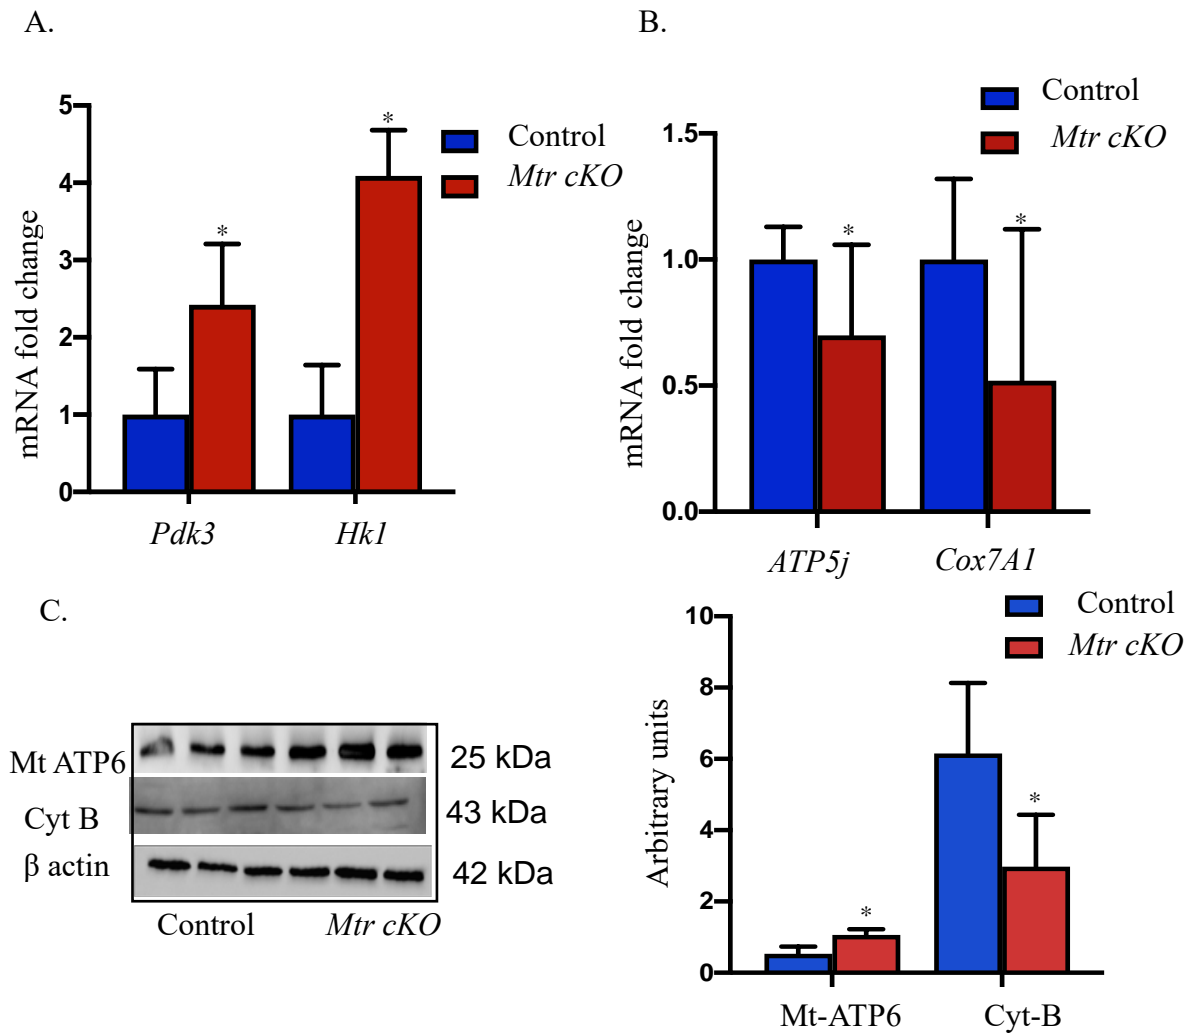 A.
5
4
3
2
1
0
mRNA fold change
*
*
Control
Mtr cKO
Pdk3
Hk1
B.
1.5
1.0
0.5
0.0
mRNA fold change
*
*
Control
Mtr cKO
ATP5j
Cox7A1
C.
Mt ATP6
25 kDa
Cyt B
43 kDa
β actin
42 kDa
Control
Mtr cKO
10
8
6
4
2
0
Arbitrary units
*
*
Control
Mtr cKO
Mt-ATP6
Cyt-B